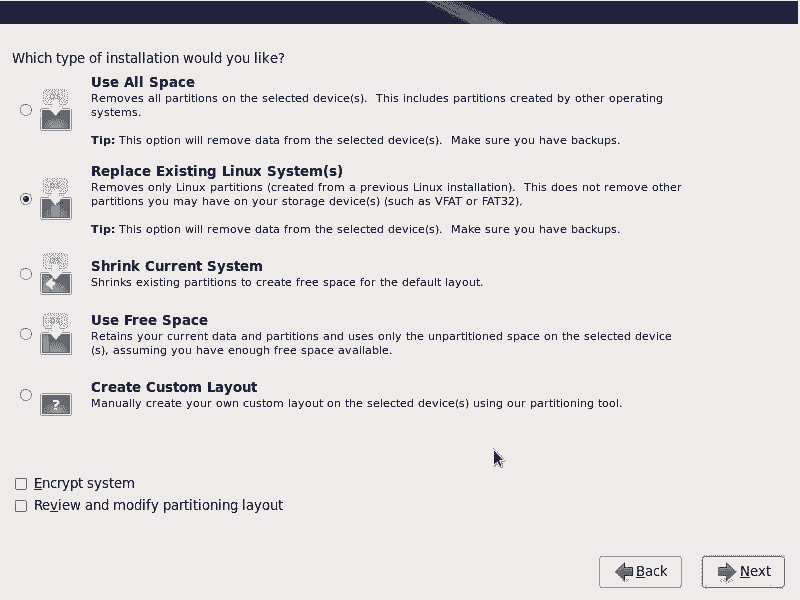 Which type of installation would you like?
Use All Space
Removes all partitions on the selected device(s).  This includes partitions created by other operating
systems.
Tip: This option will remove data from the selected device(s).  Make sure you have backups.
Replace Existing Linux System(s)
Removes only Linux partitions (created from a previous Linux installation).  This does not remove other
partitions you may have on your storage device(s) (such as VFAT or FAT32).
Tip: This option will remove data from the selected device(s).  Make sure you have backups.
Shrink Current System
Shrinks existing partitions to create free space for the default layout.
Use Free Space
Retains your current data and partitions and uses only the unpartitioned space on the selected device
(s), assuming you have enough free space available.
?
Create Custom Layout
Manually create your own custom layout on the selected device(s) using our partitioning tool.
Encrypt system
Review and modify partitioning layout
Back
Next